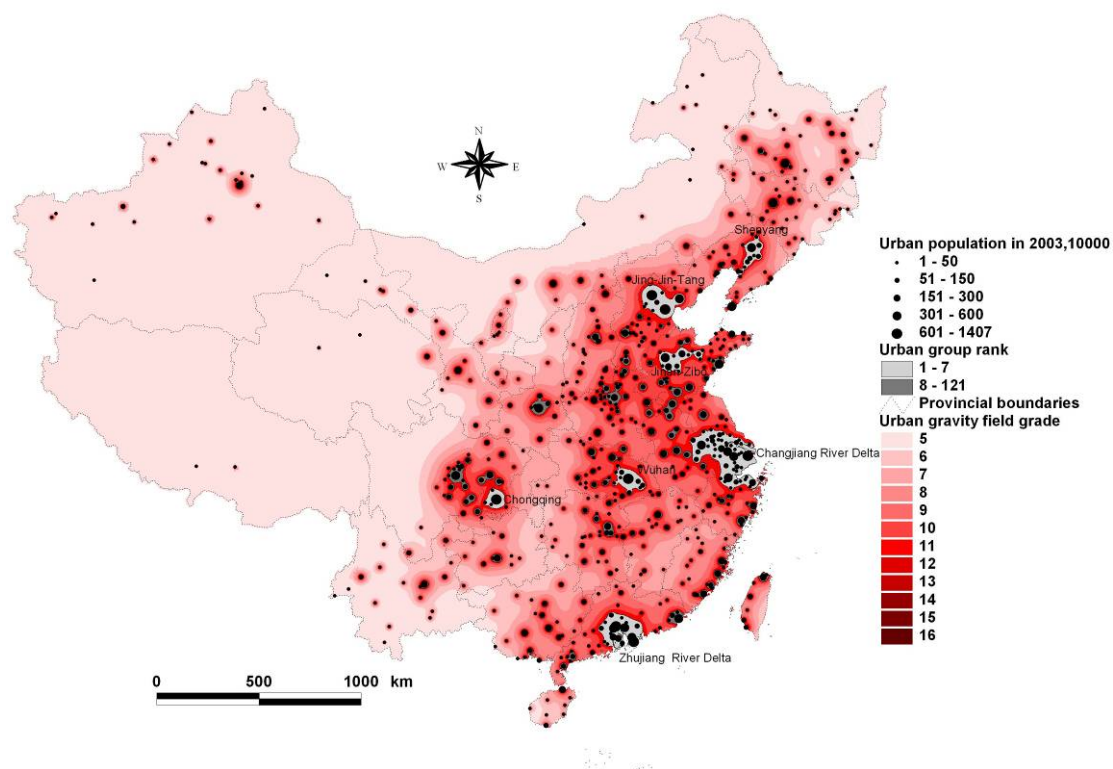 N
W
E
S
Shenyang
Jing-Jin-Tang
Jinan-Zibo
Changjiang River Delta
Wuhan
Chongqing
Zhujiang River Delta
0 500 1000 km
Urban population in 2003,10000
1 - 50
51 - 150
151 - 300
301 - 600
601 - 1407
Urban group rank
1 - 7
8 - 121
Provincial boundaries
Urban gravity field grade
5
6
7
8
9
10
11
12
13
14
15
16